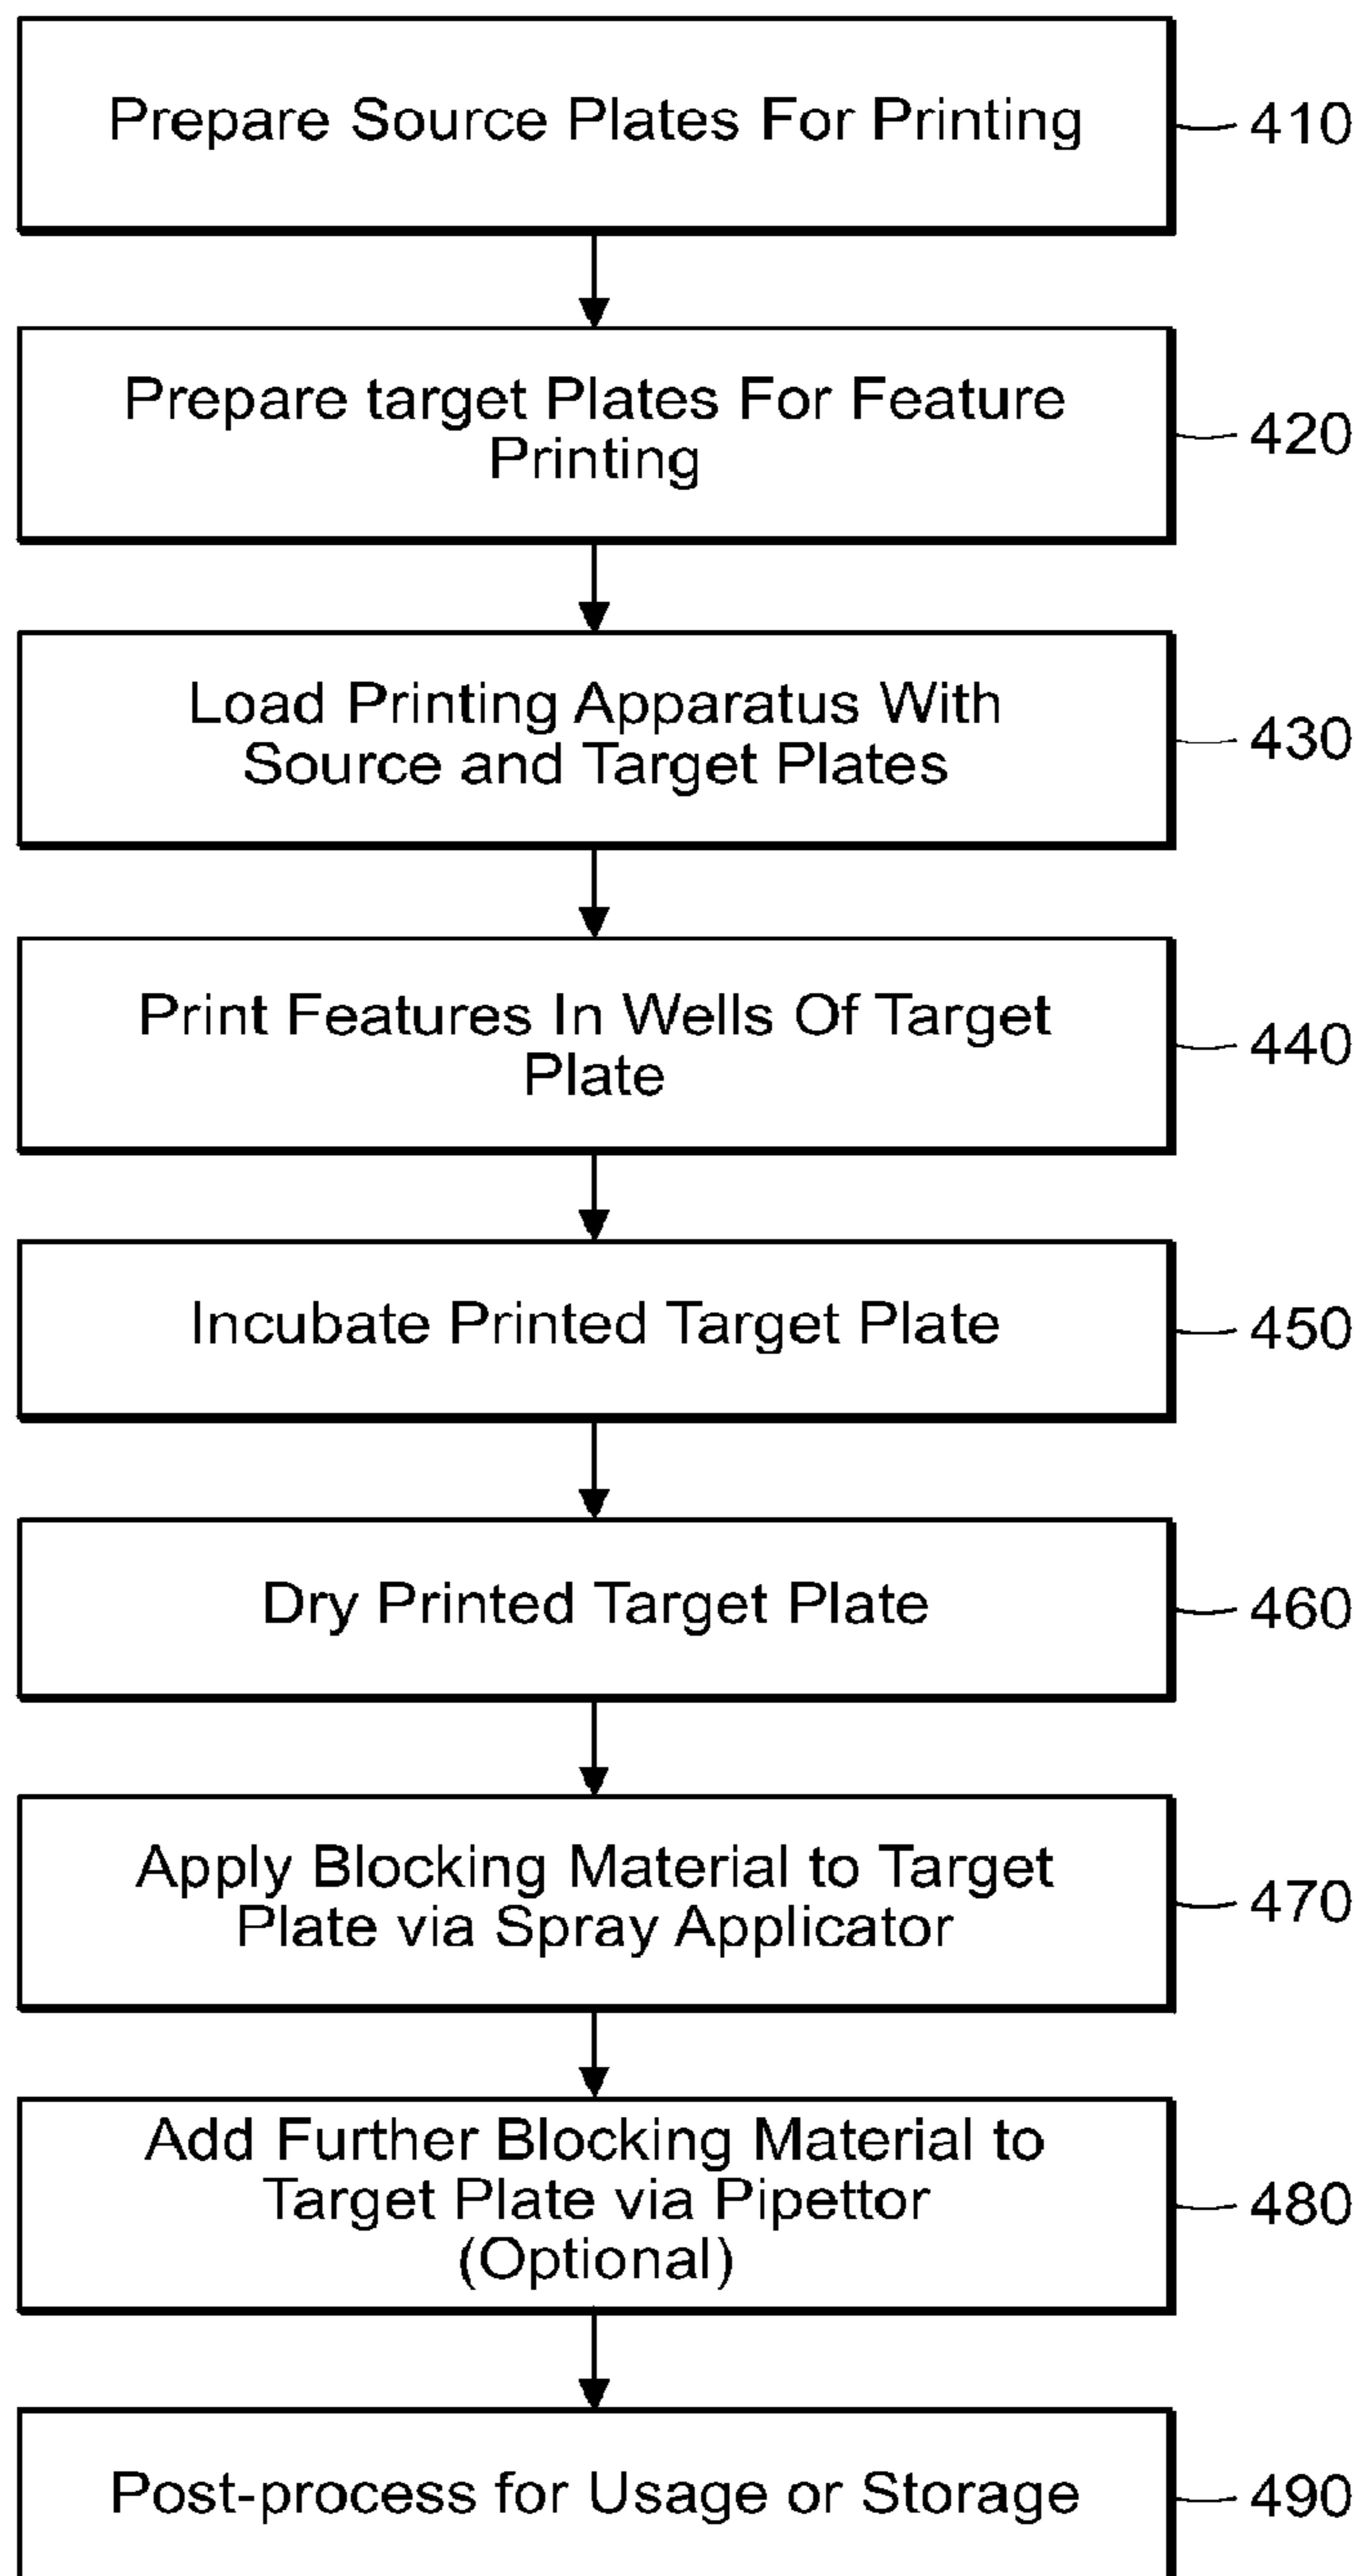 Prepare Source Plates For Printing
410
Prepare target Plates For Feature
Printing
420
Load Printing Apparatus With
Source and Target Plates
430
Print Features In Wells Of Target
Plate
440
Incubate Printed Target Plate
450
Dry Printed Target Plate
460
Apply Blocking Material to Target
Plate via Spray Applicator
470
Add Further Blocking Material to
Target Plate via Pipettor
(Optional)
480
Post-process for Usage or Storage
490